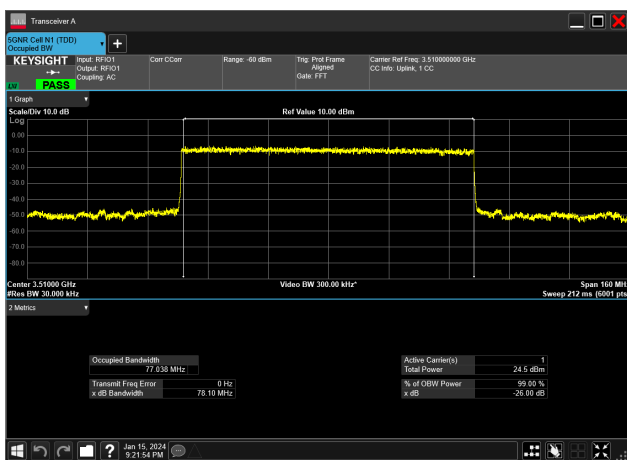 Transceiver A
5GNR Cell N1 (TDD)
Occupied BW
KEYSIGHT
PASS
Input: RFIO1
Output: RFIO1
Coupling: AC
Corr CCorr
Range: -60 dBm
Trig: Prot Frame
Aligned
Gate: FFT
Carrier Ref Freq: 3.510000000 GHz
CC Info: Uplink, 1 CC
1 Graph
Scale/Div 10.0 dB
Ref Value 10.00 dBm
Log
0.00
-10.0
-20.0
-30.0
-40.0
-50.0
-60.0
-70.0
-80.0
Center 3.51000 GHz
Video BW 300.00 kHz*
Span 160 MH
#Res BW 30.000 kHz
Sweep 212 ms (6001 pts
2 Metrics
Occupied Bandwidth
77.038 MHz
Transmit Freq Error 0 Hz
x dB Bandwidth 78.10 MHz
Active Carrier(s) 1
Total Power 24.5 dBm
% of OBW Power 99.00 %
x dB -26.00 dB
?
Jan 15, 2024
9:21:54 PM